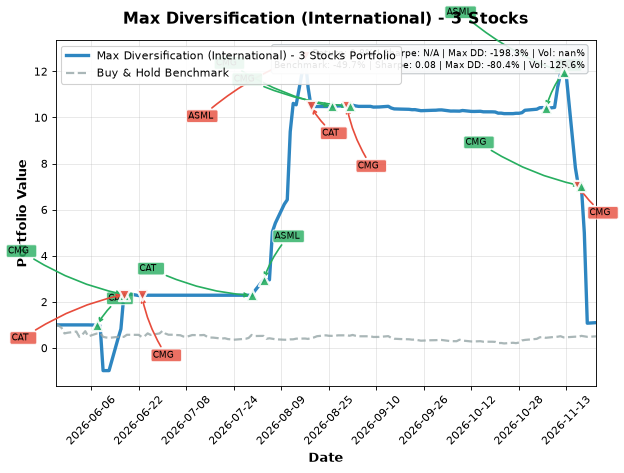 Max Diversification (International) - 3 Stocks
ASML
Max Diversification (International) - 3 Stocks Portfolio
Buy & Hold Benchmark
Sharpe: N/A | Max DD: -198.3% | Vol: nan%
Sharpe: 0.08 | Max DD: -80.4% | Vol: 125.6%
ASML
CAT
CMG
CMG
CMG
ASML
CMG
CAT
CAT
CMG
Portfolio Value
12
10
8
6
4
2
0
2026-06-06
2026-06-22
2026-07-08
2026-07-24
2026-08-09
2026-08-25
2026-09-10
2026-09-26
2026-10-12
2026-10-28
2026-11-13
Date